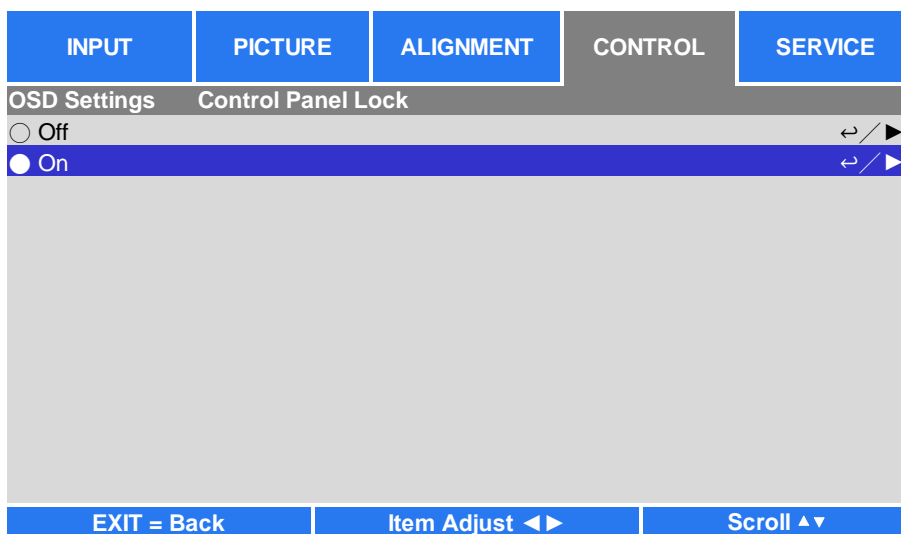 INPUT PICTURE ALIGNMENT CONTROL SERVICE
OSD Settings Control Panel Lock
○ Off ↩／▶
● On ↩／▶
EXIT = Back Item Adjust ◀▶ Scroll ▲▼